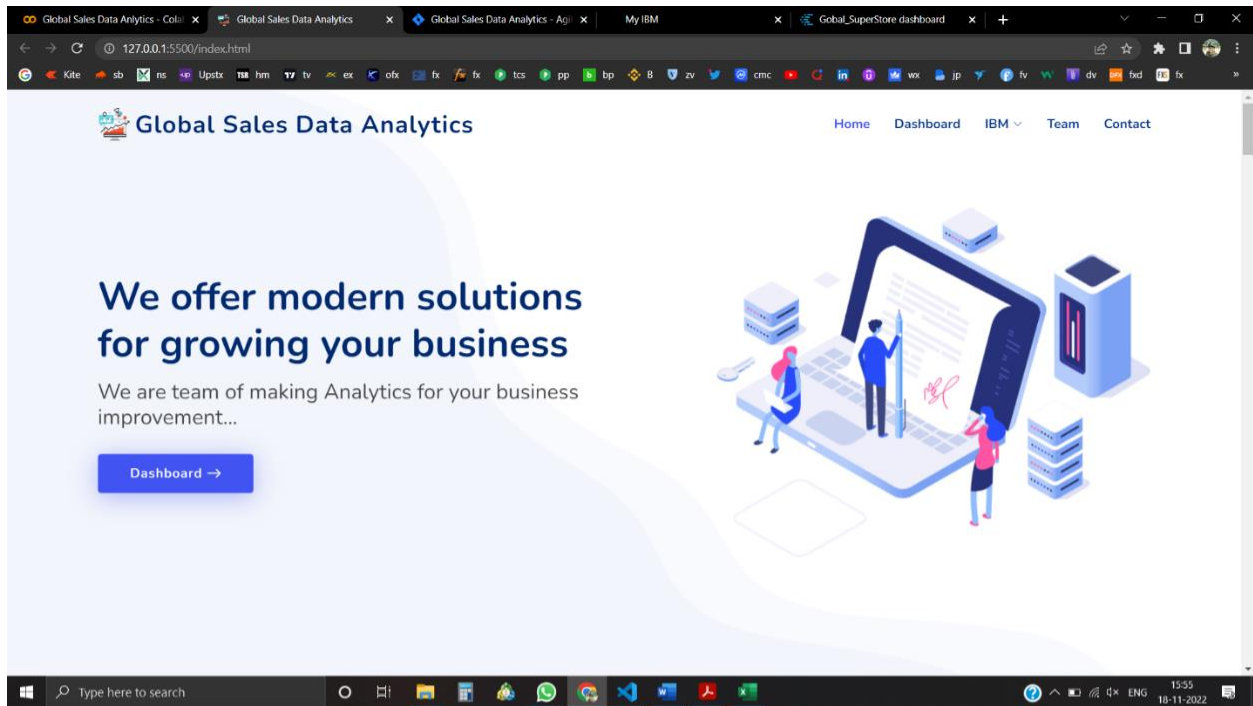 Global Sales Data Anlytics - Colal
Global Sales Data Analytics
Global Sales Data Analytics - Agil
My IBM
Gobal_SuperStore dashboard
127.0.0.1:5500/index.html
Kite sb ns Upstx hm tv ex ofx fx fx tcs pp bp B zv cmc in wx jp fv dv fxd fx »
Global Sales Data Analytics
Home Dashboard IBM Team Contact
We offer modern solutions
for growing your business
We are team of making Analytics for your business
improvement...
Dashboard →
Type here to search
ENG
15:55
18-11-2022